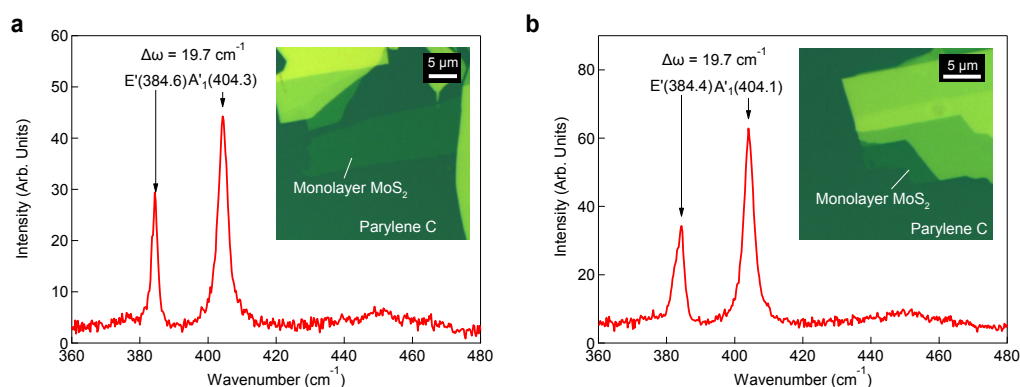 a
60
50
40
30
20
10
0
Intensity (Arb. Units)
360
380
400
420
440
460
480
Wavenumber (cm⁻¹)
Δω = 19.7 cm⁻¹
E'(384.6)A'₁(404.3)
5 μm
Monolayer MoS₂
Parylene C
b
80
60
40
20
0
Intensity (Arb. Units)
360
380
400
420
440
460
480
Wavenumber (cm⁻¹)
Δω = 19.7 cm⁻¹
E'(384.4)A'₁(404.1)
5 μm
Monolayer MoS₂
Parylene C